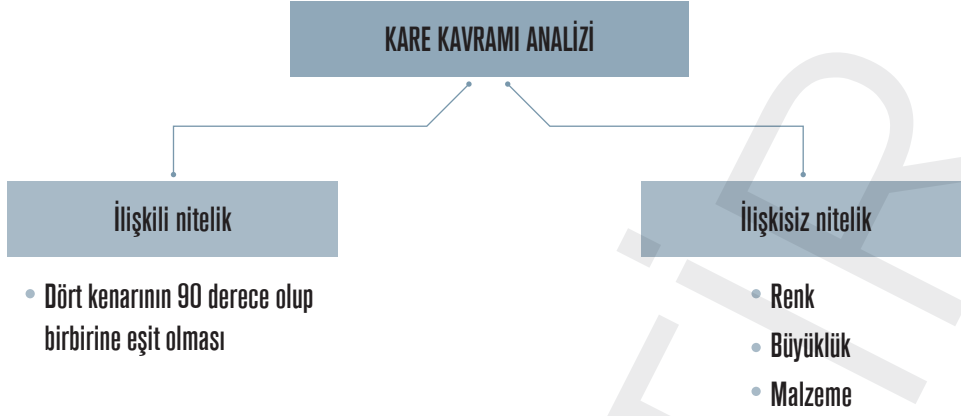 KARE KAVRAMI ANALİZİ
İlişkili nitelik
• Dört kenarının 90 derece olup
birbirine eşit olması
İlişkisiz nitelik
• Renk
• Büyüklük
• Malzeme